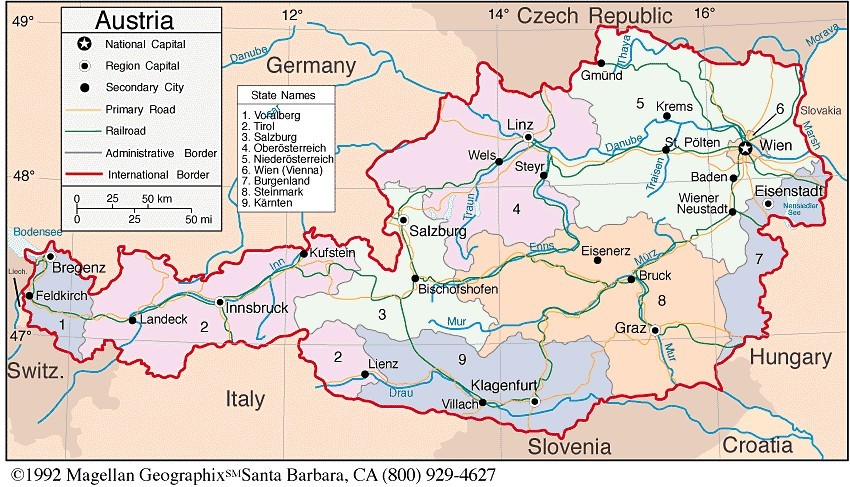 Austria
National Capital
Region Capital
Secondary City
Primary Road
Railroad
Administrative Border
International Border
0 25 50 km
0 25 50 mi
State Names
1. Voralberg
2. Tirol
3. Salzburg
4. Oberösterreich
5. Niederösterreich
6. Wien (Vienna)
7. Burgenland
8. Steinmark
9. Kärnten
49°
48°
47°
12°
14°
16°
Czech Republic
Germany
Danube
Thaya
Morava
Gmünd
5
Krems
6
Slovakia
Linz
Danube
St. Pölten
Wien
Marsh
Wels
Steyr
Traisen
Baden
Eisenstadt
Wiener
Neustadt
Neusiedler
See
Traun
4
Salzburg
Enns
Eisenerz
Mürz
7
Bodensee
Bregenz
Kufstein
Inn
Bischofshofen
Bruck
Liech.
Feldkirch
Innsbruck
8
1
Landeck
2
3
Mur
Graz
Mur
2
Lienz
9
Hungary
Switz.
Italy
Drau
Klagenfurt
Villach
Slovenia
Croatia
©1992 Magellan Geographix℠Santa Barbara, CA (800) 929-4627